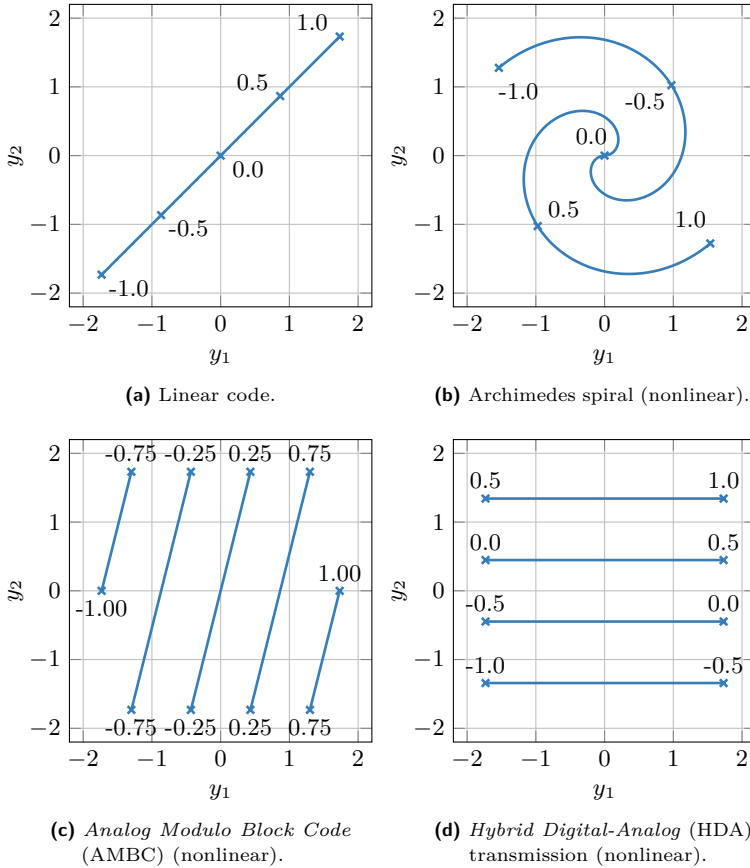 2
1
0
−1
−2
y2
1.0
0.5
0.0
-0.5
-1.0
−2 −1 0 1 2
y1
(a) Linear code.
2
1
0
−1
−2
y2
-1.0
-0.5
0.0
0.5
1.0
−2 −1 0 1 2
y1
(b) Archimedes spiral (nonlinear).
2
1
0
−1
−2
y2
-0.75 -0.25 0.25 0.75
-1.00
1.00
-0.75 -0.25 0.25 0.75
−2 −1 0 1 2
y1
(c) Analog Modulo Block Code
(AMBC) (nonlinear).
2
1
0
−1
−2
y2
0.5 1.0
0.0 0.5
-0.5 0.0
-1.0 -0.5
−2 −1 0 1 2
y1
(d) Hybrid Digital-Analog (HDA)
transmission (nonlinear).